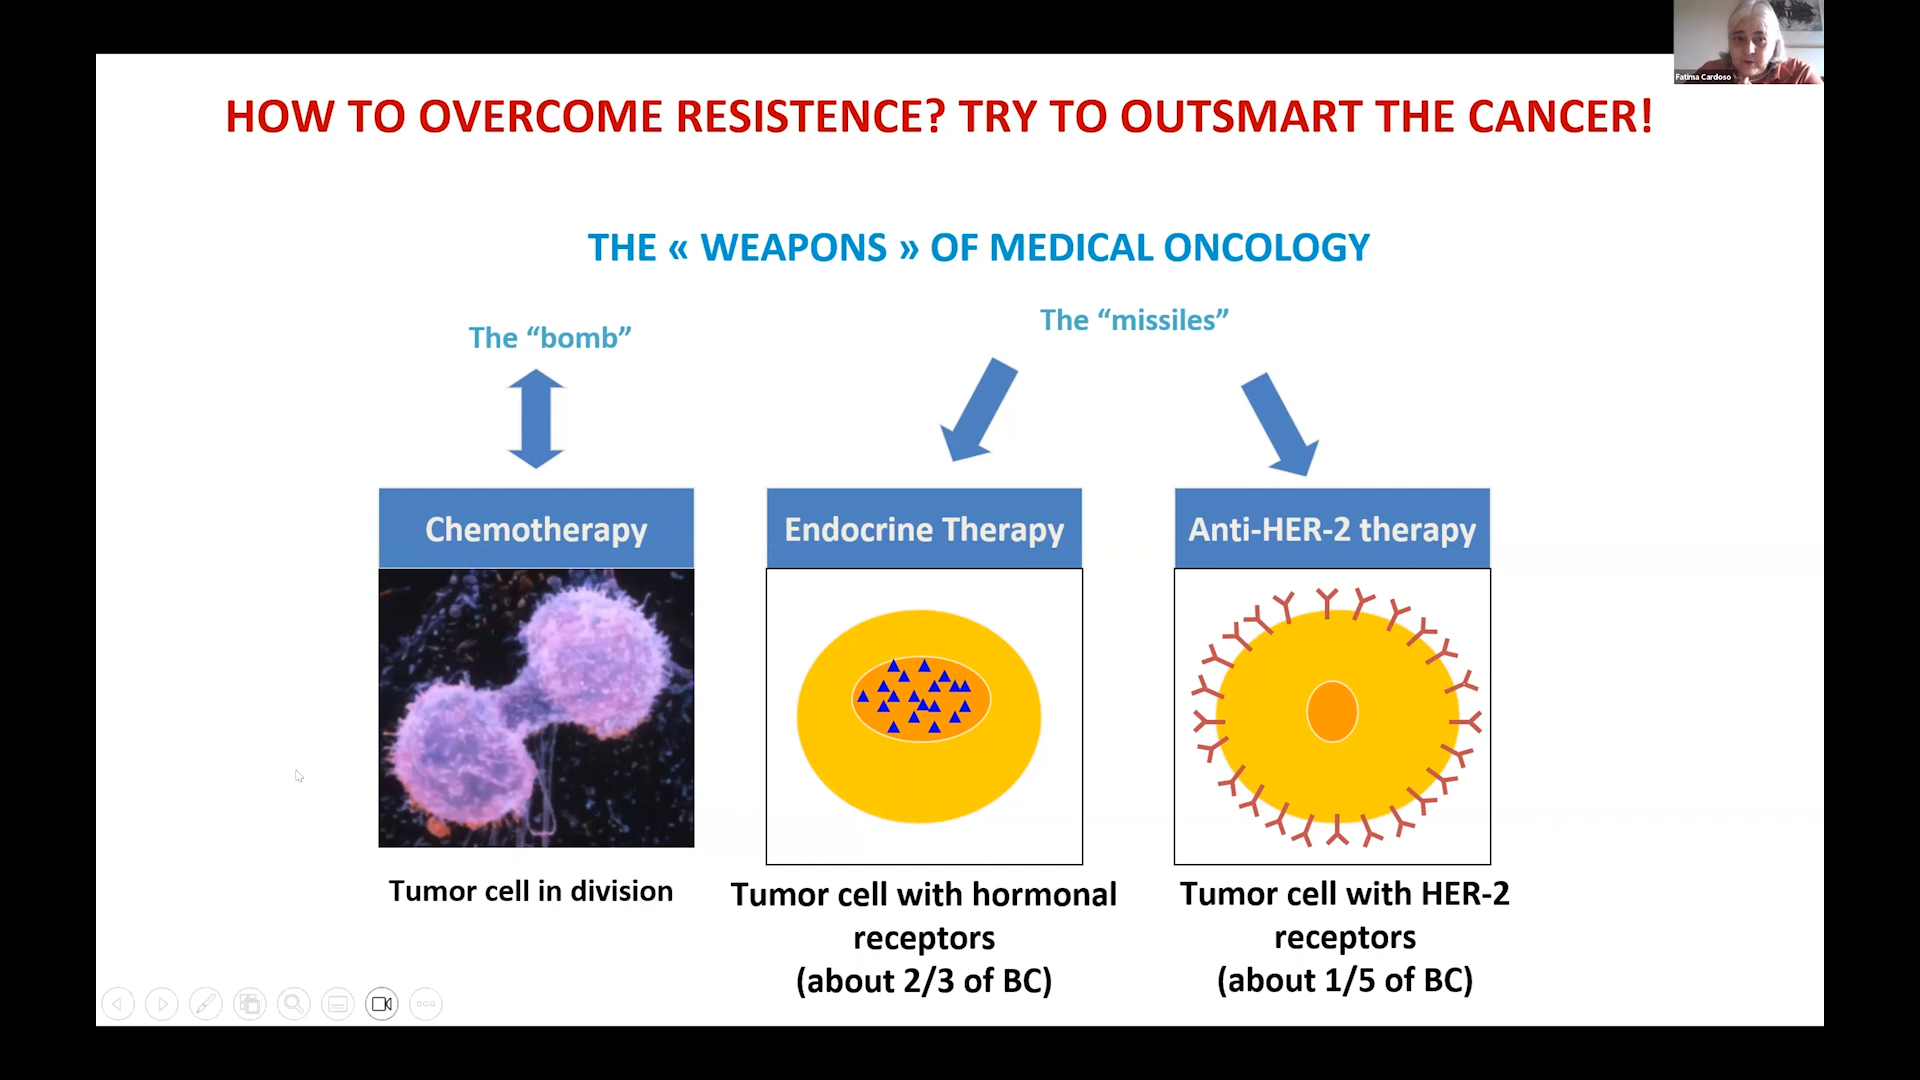 Fatima Cardoso
HOW TO OVERCOME RESISTENCE? TRY TO OUTSMART THE CANCER!
THE « WEAPONS » OF MEDICAL ONCOLOGY
The “bomb”
The “missiles”
Chemotherapy
Endocrine Therapy
Anti-HER-2 therapy
Tumor cell in division
Tumor cell with hormonal
receptors
(about 2/3 of BC)
Tumor cell with HER-2
receptors
(about 1/5 of BC)